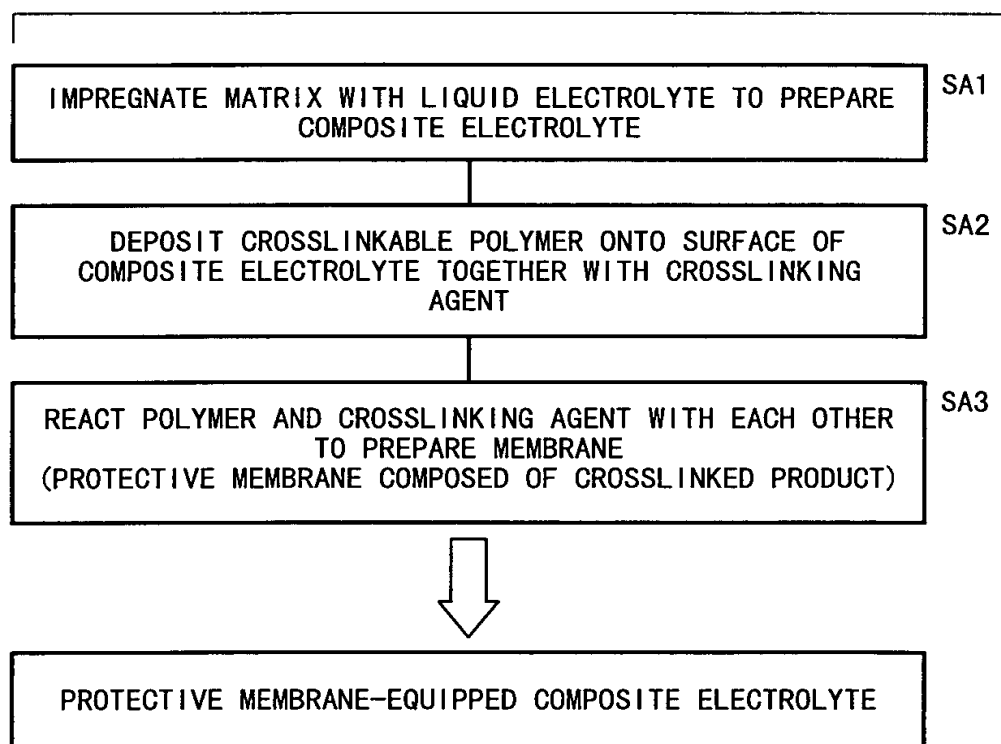 IMPREGNATE MATRIX WITH LIQUID ELECTROLYTE TO PREPARE
COMPOSITE ELECTROLYTE
SA1
DEPOSIT CROSSLINKABLE POLYMER ONTO SURFACE OF
COMPOSITE ELECTROLYTE TOGETHER WITH CROSSLINKING
AGENT
SA2
REACT POLYMER AND CROSSLINKING AGENT WITH EACH OTHER
TO PREPARE MEMBRANE
(PROTECTIVE MEMBRANE COMPOSED OF CROSSLINKED PRODUCT)
SA3
PROTECTIVE MEMBRANE-EQUIPPED COMPOSITE ELECTROLYTE